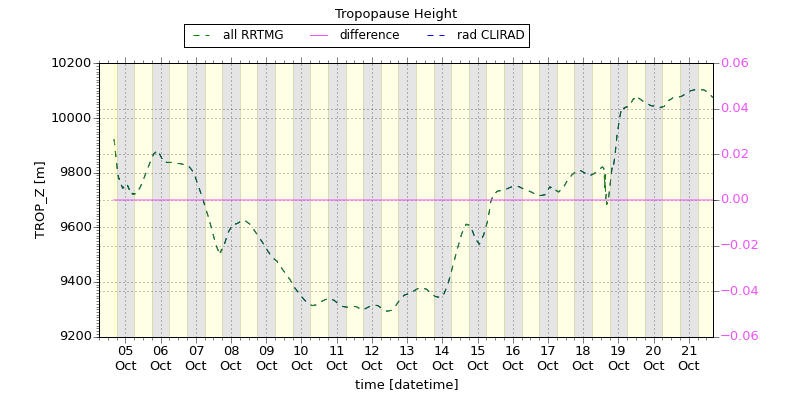 Tropopause Height
all RRTMG difference rad CLIRAD
10200
10000
9800
9600
9400
9200
TROP_Z [m]
0.06
0.04
0.02
0.00
−0.02
−0.04
−0.06
05 06 07 08 09 10 11 12 13 14 15 16 17 18 19 20 21
Oct Oct Oct Oct Oct Oct Oct Oct Oct Oct Oct Oct Oct Oct Oct Oct Oct
time [datetime]